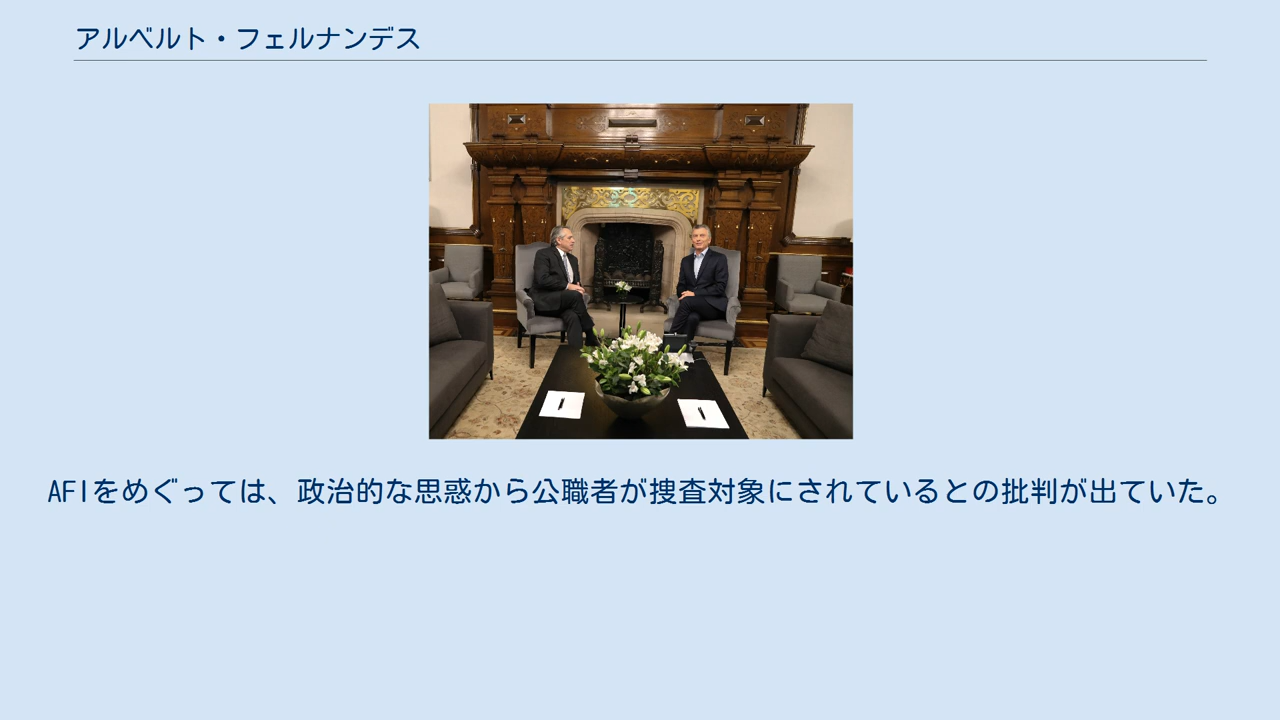 アルベルト・フェルナンデス
AFIをめぐっては、政治的な思惑から公職者が捜査対象にされているとの批判が出ていた。